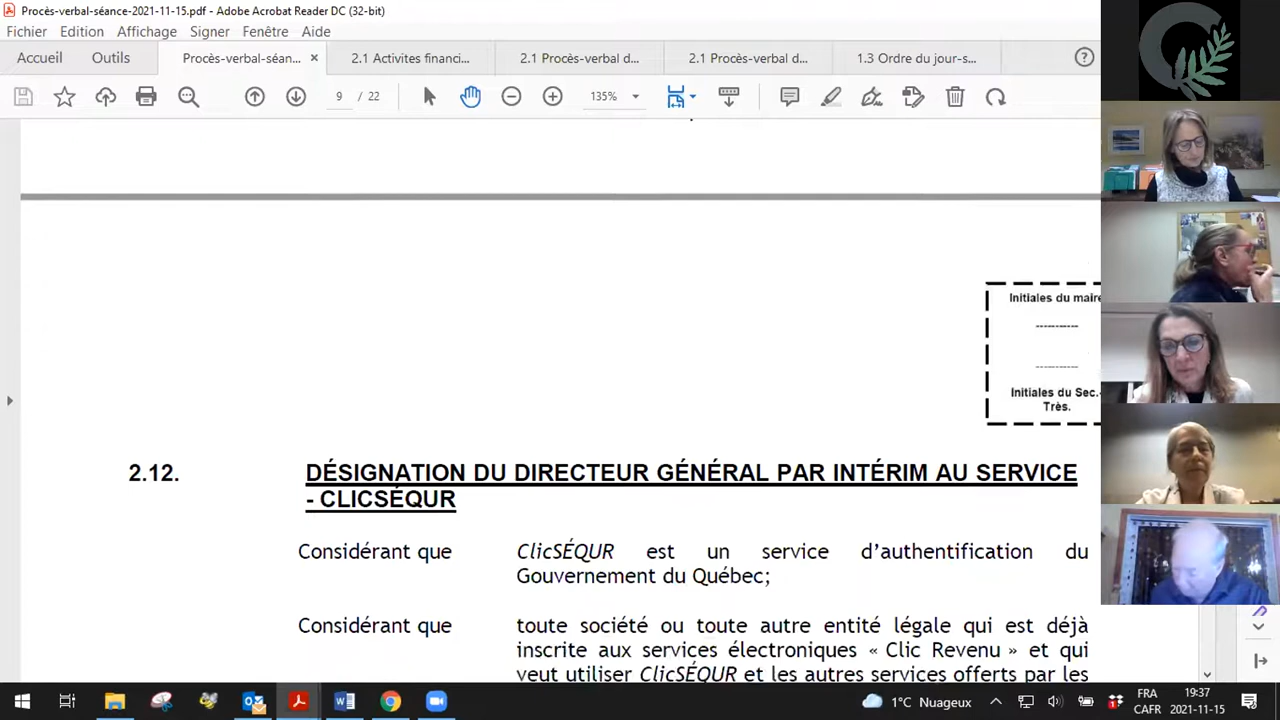 Procès-verbal-séance-2021-11-15.pdf - Adobe Acrobat Reader DC (32-bit)
Fichier Edition Affichage Signer Fenêtre Aide
Accueil Outils Procès-verbal-séan... × 2.1 Activites financi... 2.1 Procès-verbal d... 2.1 Procès-verbal d... 1.3 Ordre du jour-s...
9 / 22 135%
Initiales du maire
-----------
-----------
Initiales du Sec.-
Très.
2.12. DÉSIGNATION DU DIRECTEUR GÉNÉRAL PAR INTÉRIM AU SERVICE
- CLICSÉQUR
Considérant que ClicSÉQUR est un service d'authentification du
Gouvernement du Québec;
Considérant que toute société ou toute autre entité légale qui est déjà
inscrite aux services électroniques « Clic Revenu » et qui
veut utiliser ClicSÉQUR et les autres services offerts par les
1°C Nuageux FRA 19:37
CAFR 2021-11-15